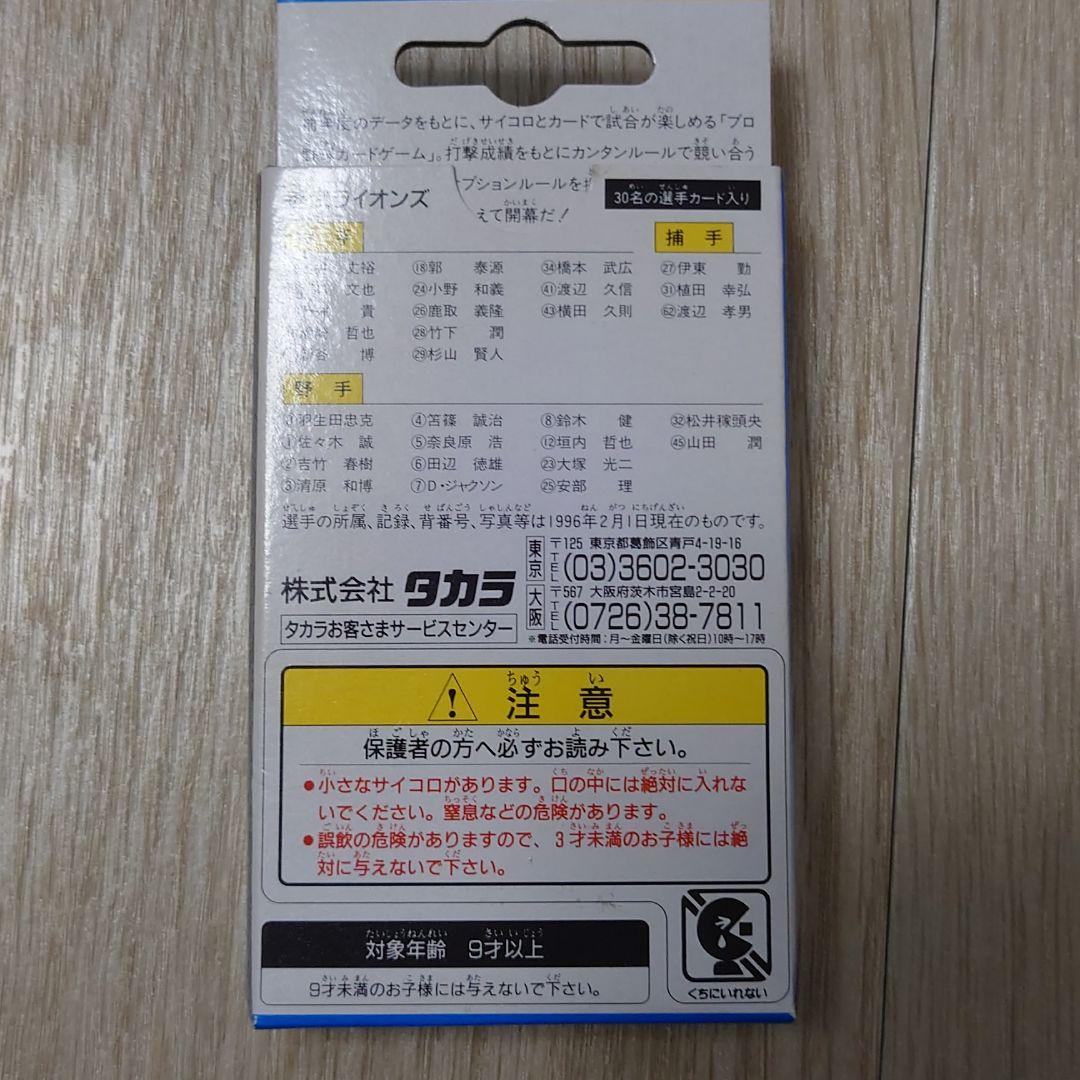 のデータをもとに、サイコロとカードで試合が楽しめる「プロ
カードゲーム」。打撃成績をもとにカンタンルールで競い合う
プションルールを
えて開幕だ！
ライオンズ
30名の選手カード入り
捕手
丈裕 ⑱郭 泰源 ㉞橋本 武広 ㉗伊東 勤
文也 ㉔小野 和義 ㊶渡辺 久信 ㉛植田 幸弘
貴 ㉖鹿取 義隆 ㊸横田 久則 62渡辺 孝男
哲也 ㉘竹下 潤
博 ㉙杉山 賢人
野手
羽生田忠克 ④笘篠 誠治 ⑧鈴木 健 ㉜松井稼頭央
佐々木 誠 ⑤奈良原 浩 ⑫垣内 哲也 ㊺山田 潤
②吉竹 春樹 ⑥田辺 徳雄 ㉓大塚 光二
③清原 和博 ⑦D・ジャクソン ㉕安部 理
選手の所属、記録、背番号、写真等は1996年2月1日現在のものです。
株式会社 タカラ
タカラお客さまサービスセンター
東京 〒125 東京都葛飾区青戸4-19-16
TEL (03)3602-3030
大阪 〒567 大阪府茨木市宮島2-2-20
TEL (0726)38-7811
※電話受付時間：月〜金曜日(除く祝日)10時〜17時
注意
保護者の方へ必ずお読み下さい。
●小さなサイコロがあります。口の中には絶対に入れな
いでください。窒息などの危険があります。
●誤飲の危険がありますので、3才未満のお子様には絶
対に与えないで下さい。
対象年齢 9才以上
9才未満のお子様には与えないで下さい。
くちにいれない